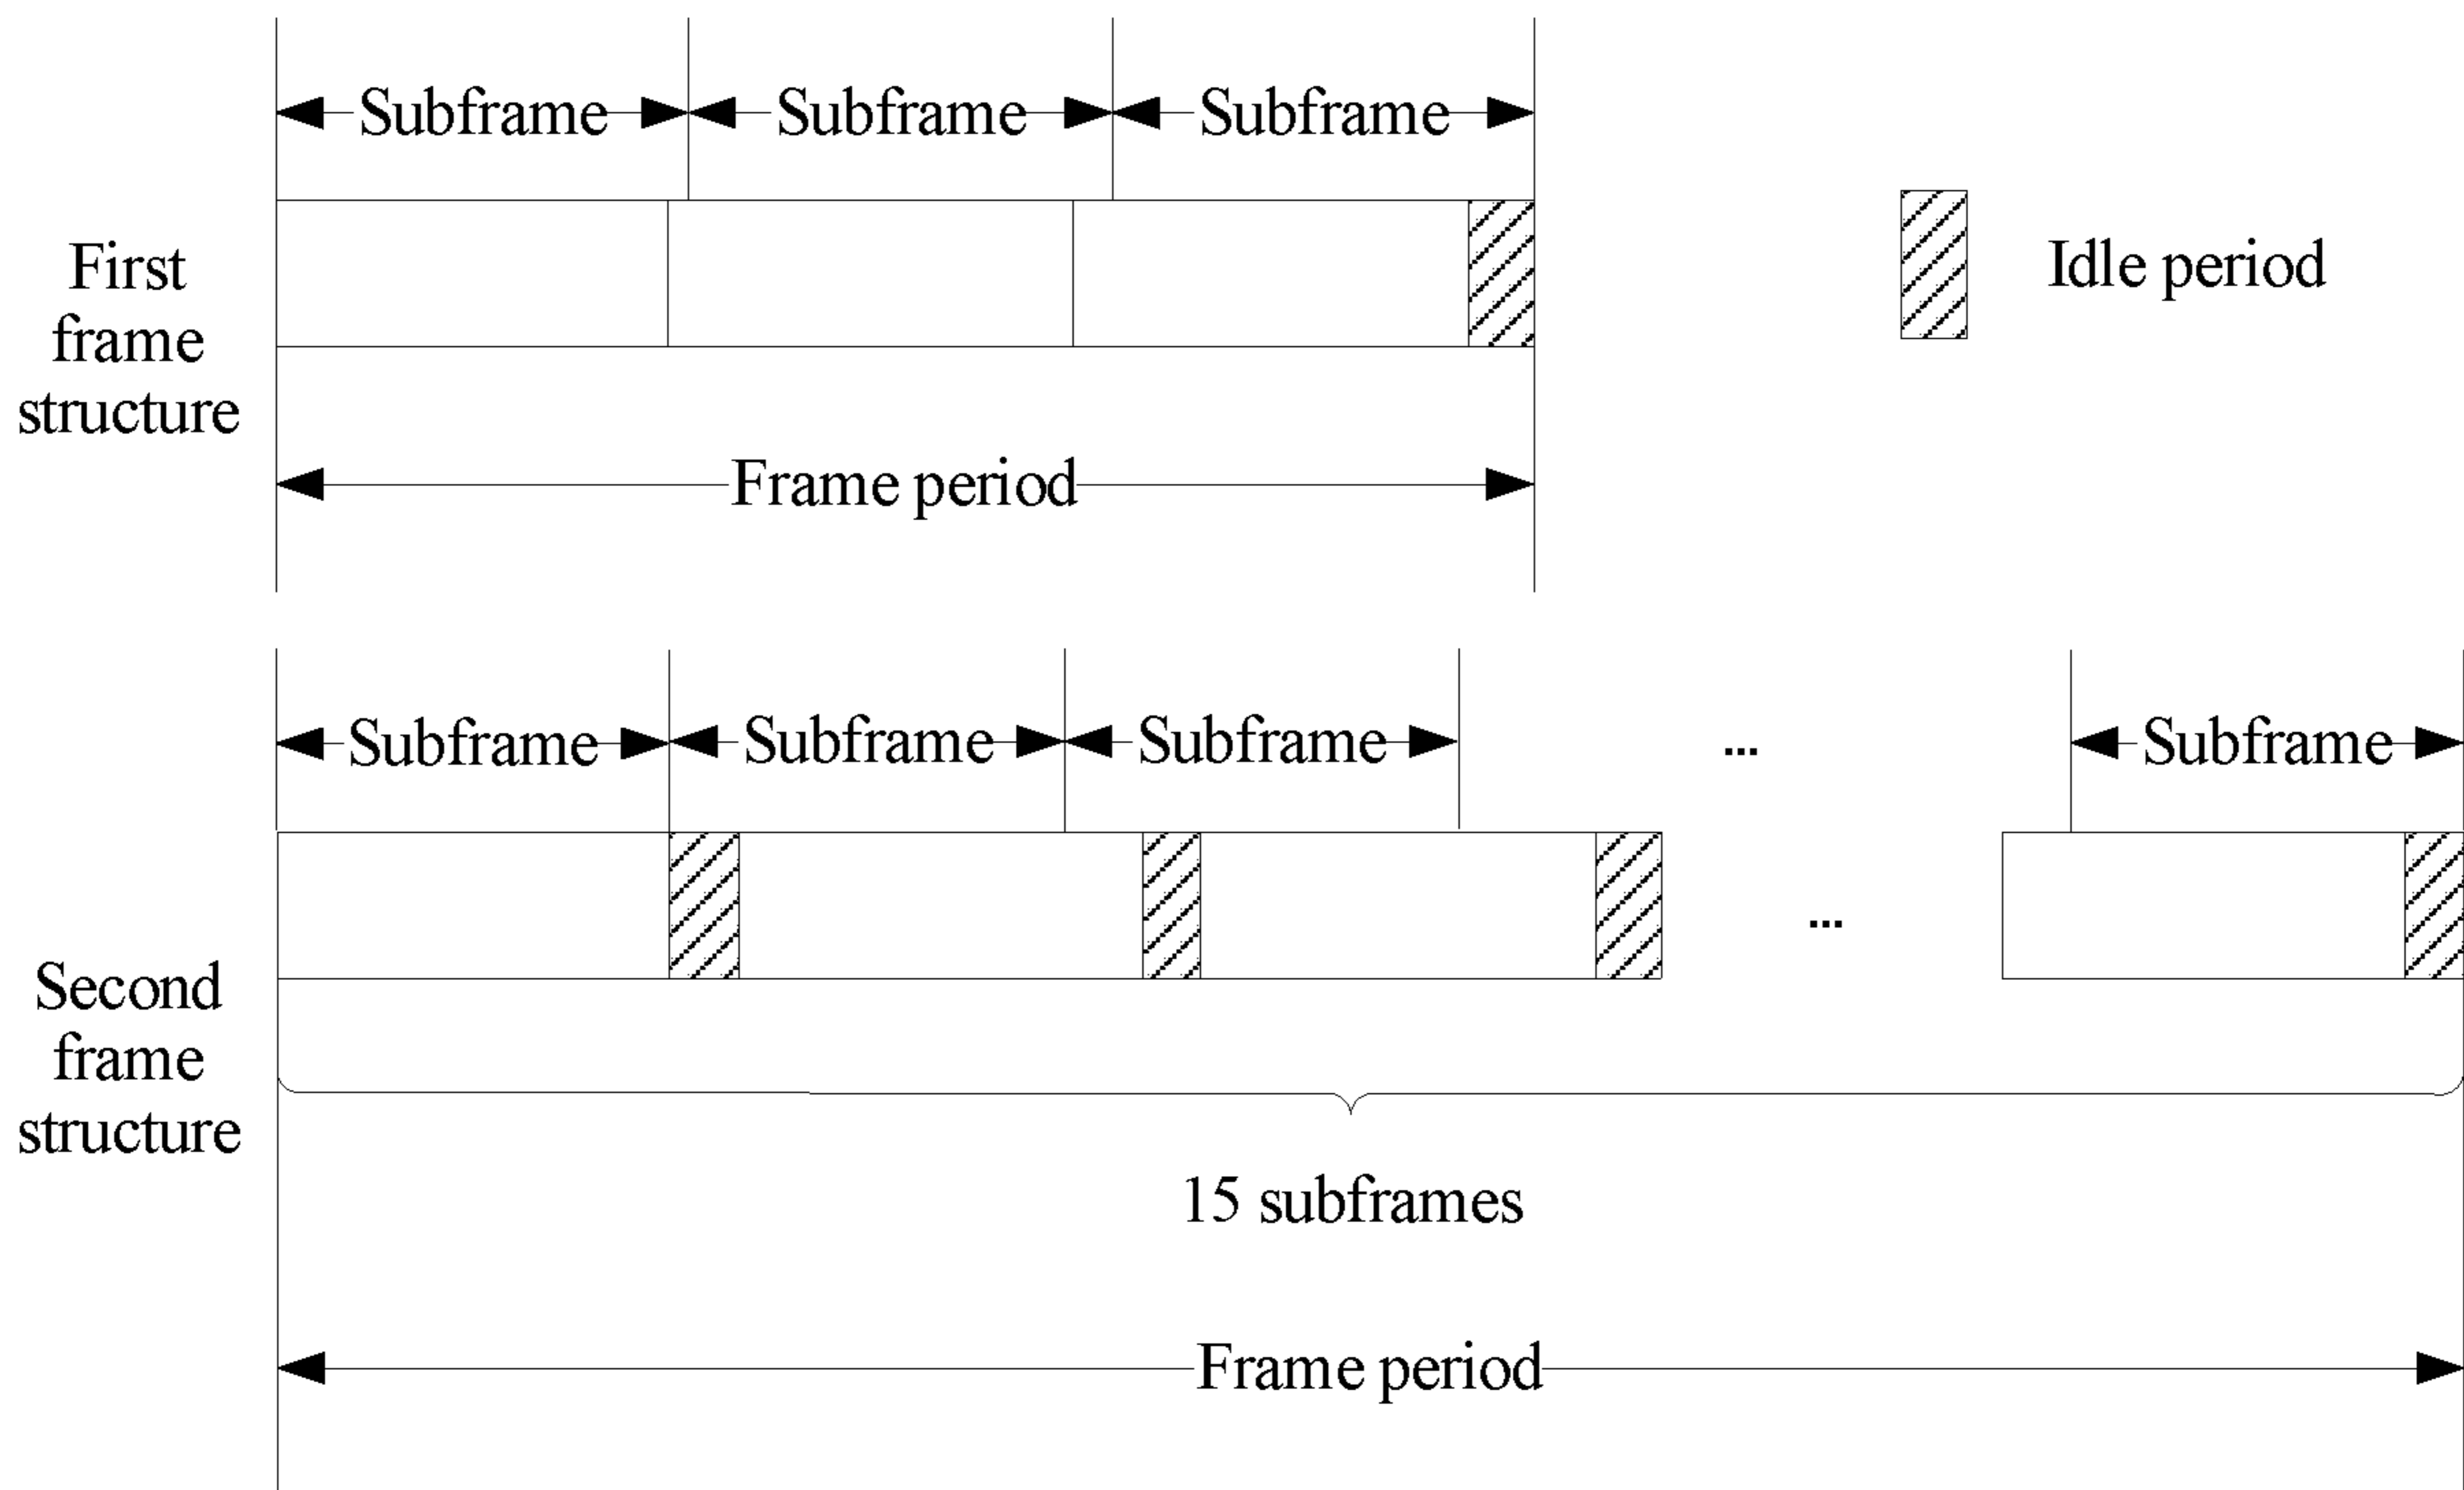 Subframe Subframe Subframe
First
frame
structure
Idle period
Frame period
Subframe Subframe Subframe ... Subframe
...
Second
frame
structure
15 subframes
Frame period